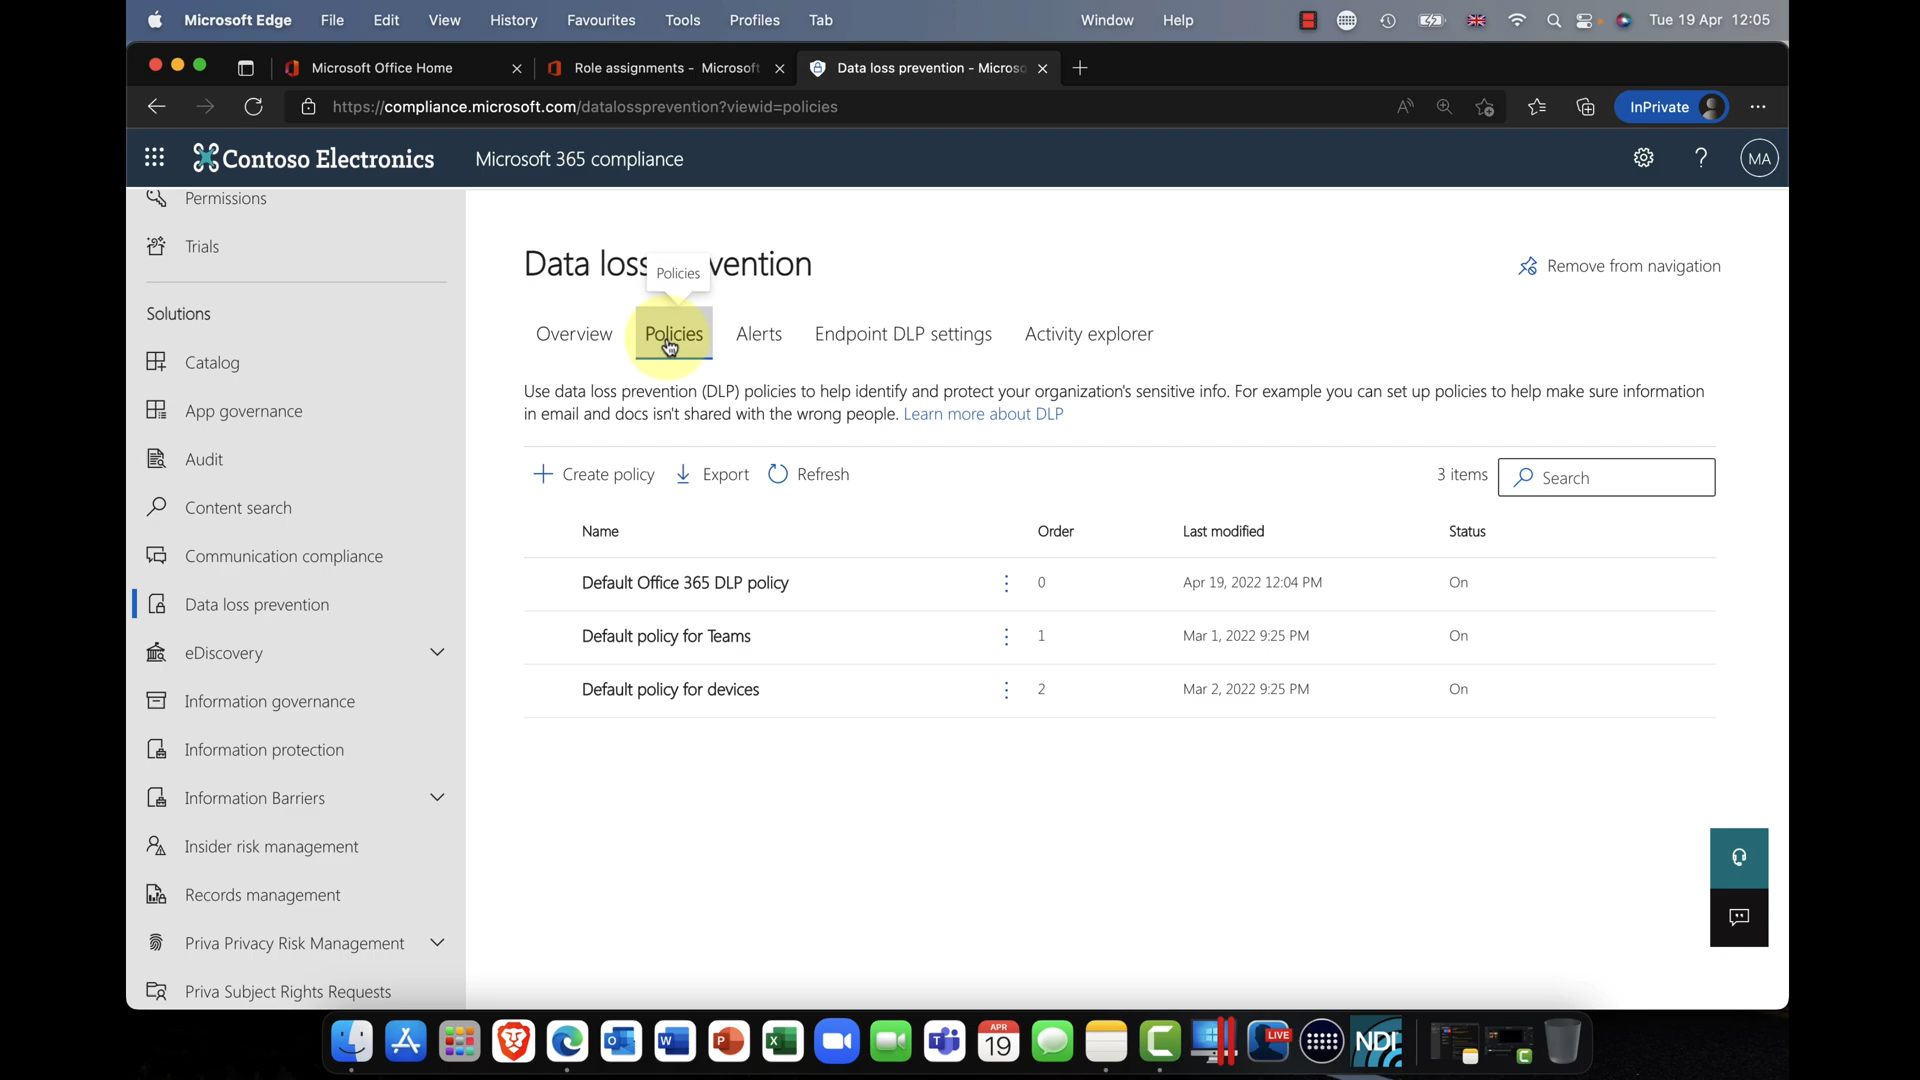 Microsoft Edge File Edit View History Favourites Tools Profiles Tab Window Help Tue 19 Apr 12:05
Microsoft Office Home
Role assignments - Microsoft
Data loss prevention - Micros
https://compliance.microsoft.com/datalossprevention?viewid=policies
InPrivate
Contoso Electronics
Microsoft 365 compliance
MA
Permissions
Trials
Solutions
Catalog
App governance
Audit
Content search
Communication compliance
Data loss prevention
eDiscovery
Information governance
Information protection
Information Barriers
Insider risk management
Records management
Priva Privacy Risk Management
Priva Subject Rights Requests
Data loss vention
Policies
Remove from navigation
Overview Policies Alerts Endpoint DLP settings Activity explorer
Use data loss prevention (DLP) policies to help identify and protect your organization's sensitive info. For example you can set up policies to help make sure information
in email and docs isn't shared with the wrong people. Learn more about DLP
Create policy Export Refresh 3 items Search
Name Order Last modified Status
Default Office 365 DLP policy 0 Apr 19, 2022 12:04 PM On
Default policy for Teams 1 Mar 1, 2022 9:25 PM On
Default policy for devices 2 Mar 2, 2022 9:25 PM On
APR
19
LIVE
NDI